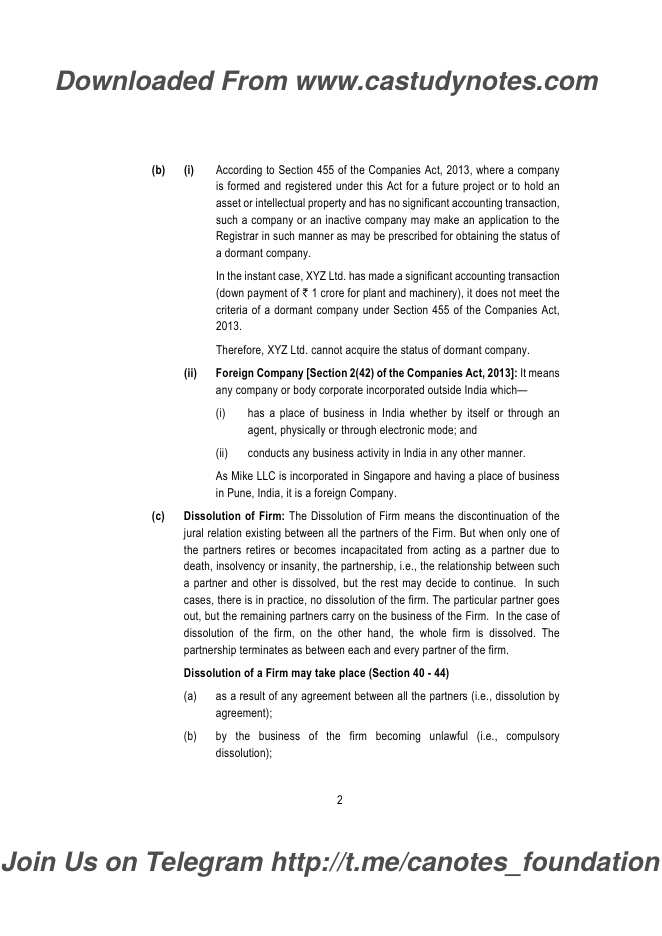 Downloaded From www.castudynotes.com
(b) (i) According to Section 455 of the Companies Act, 2013, where a company
is formed and registered under this Act for a future project or to hold an
asset or intellectual property and has no significant accounting transaction,
such a company or an inactive company may make an application to the
Registrar in such manner as may be prescribed for obtaining the status of
a dormant company.
In the instant case, XYZ Ltd. has made a significant accounting transaction
(down payment of ₹ 1 crore for plant and machinery), it does not meet the
criteria of a dormant company under Section 455 of the Companies Act,
2013.
Therefore, XYZ Ltd. cannot acquire the status of dormant company.
(ii) Foreign Company [Section 2(42) of the Companies Act, 2013]: It means
any company or body corporate incorporated outside India which—
(i) has a place of business in India whether by itself or through an
agent, physically or through electronic mode; and
(ii) conducts any business activity in India in any other manner.
As Mike LLC is incorporated in Singapore and having a place of business
in Pune, India, it is a foreign Company.
(c) Dissolution of Firm: The Dissolution of Firm means the discontinuation of the
jural relation existing between all the partners of the Firm. But when only one of
the partners retires or becomes incapacitated from acting as a partner due to
death, insolvency or insanity, the partnership, i.e., the relationship between such
a partner and other is dissolved, but the rest may decide to continue. In such
cases, there is in practice, no dissolution of the firm. The particular partner goes
out, but the remaining partners carry on the business of the Firm. In the case of
dissolution of the firm, on the other hand, the whole firm is dissolved. The
partnership terminates as between each and every partner of the firm.
Dissolution of a Firm may take place (Section 40 - 44)
(a) as a result of any agreement between all the partners (i.e., dissolution by
agreement);
(b) by the business of the firm becoming unlawful (i.e., compulsory
dissolution);
2
Join Us on Telegram http://t.me/canotes_foundation